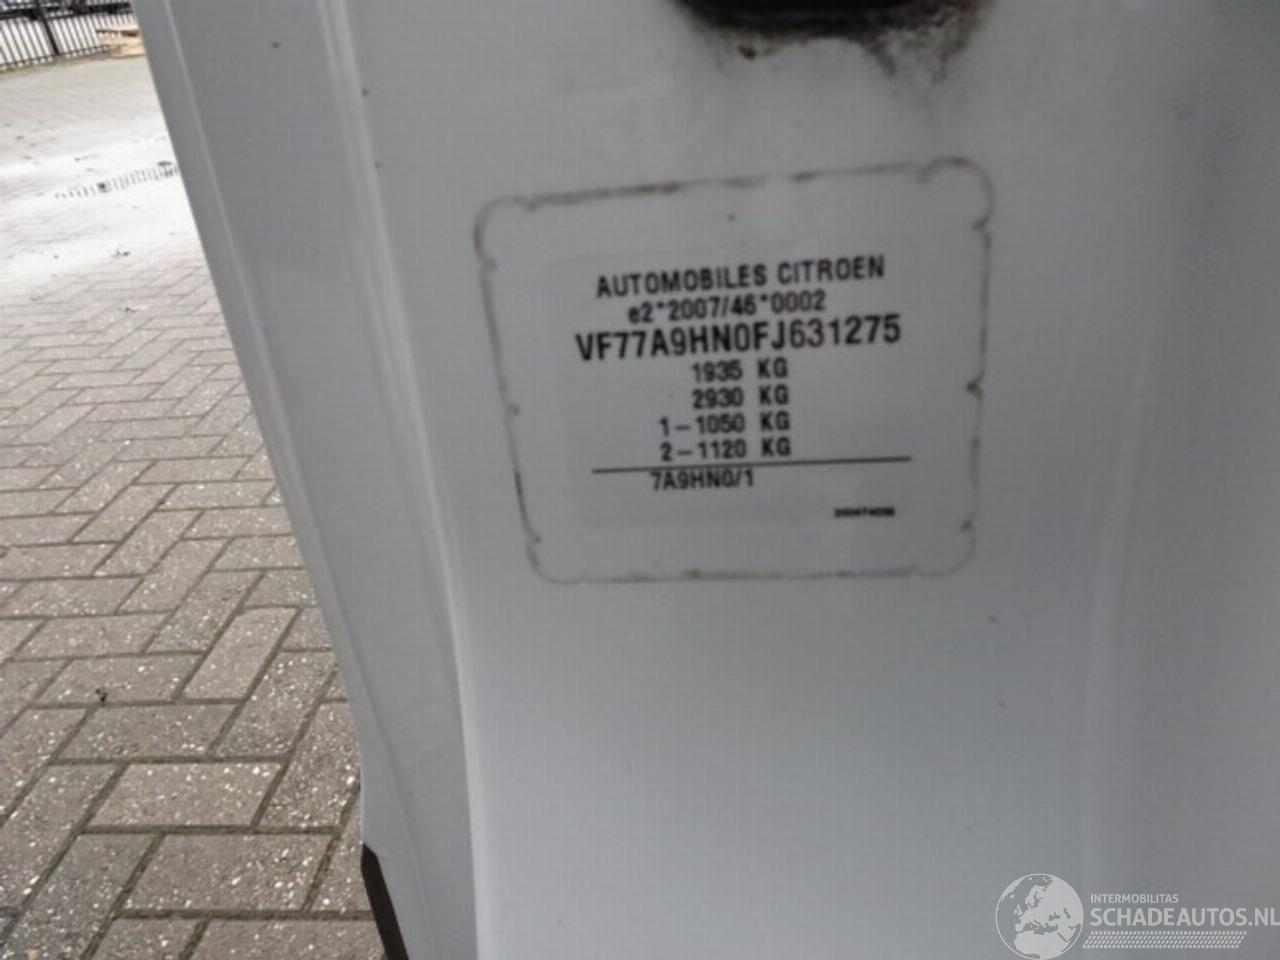 AUTOMOBILES CITROEN
e2*2007/46*0002
VF77A9HN0FJ631275
1935 KG
2930 KG
1-1050 KG
2-1120 KG
7A9HN0/1
INTERMOBILITAS
SCHADEAUTOS.NL